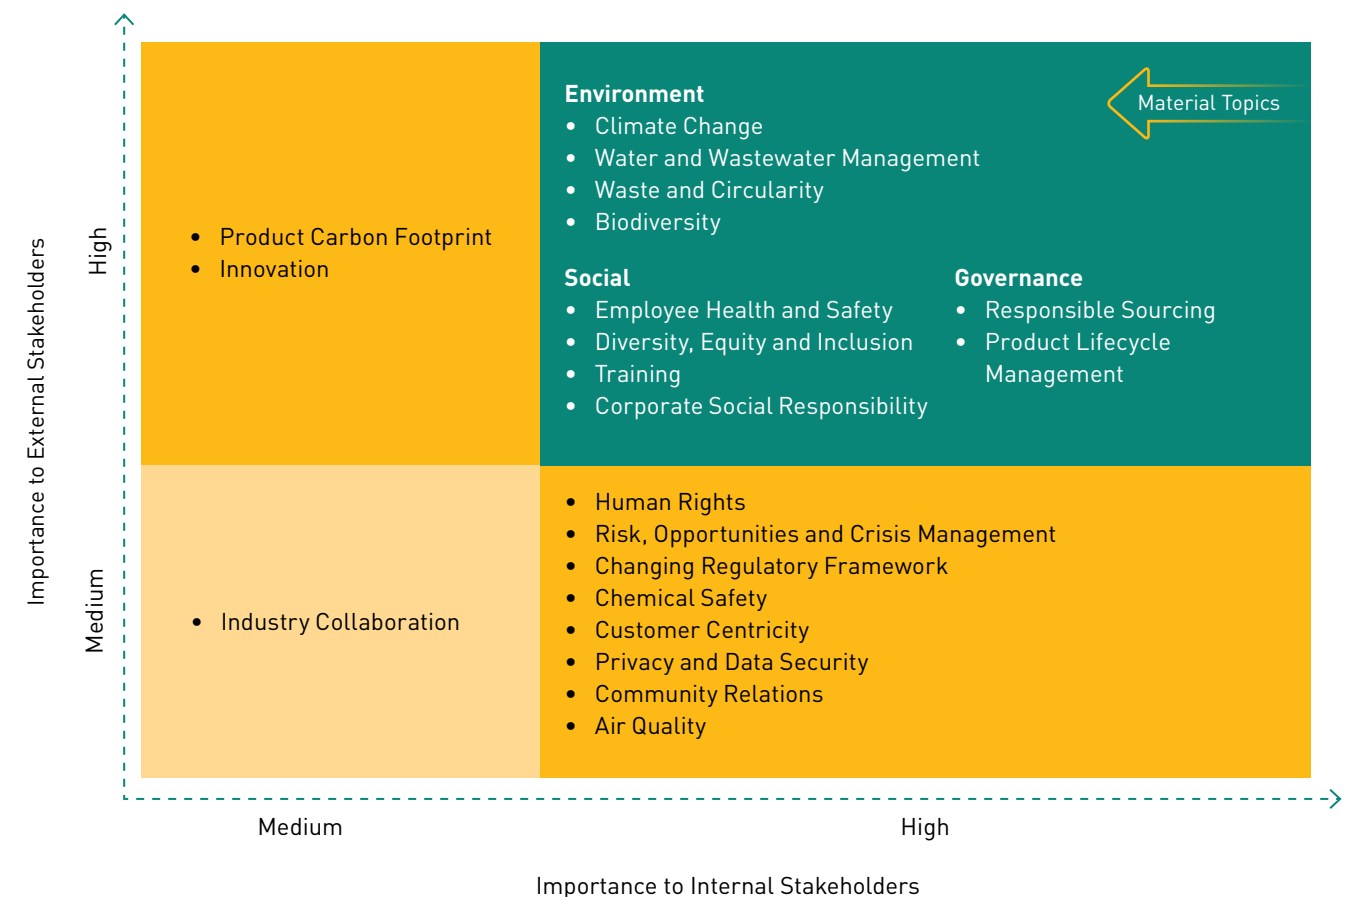 Importance to External Stakeholders
High
Medium
• Product Carbon Footprint
• Innovation
Environment
• Climate Change
• Water and Wastewater Management
• Waste and Circularity
• Biodiversity
Material Topics
Social
• Employee Health and Safety
• Diversity, Equity and Inclusion
• Training
• Corporate Social Responsibility
Governance
• Responsible Sourcing
• Product Lifecycle
Management
• Industry Collaboration
• Human Rights
• Risk, Opportunities and Crisis Management
• Changing Regulatory Framework
• Chemical Safety
• Customer Centricity
• Privacy and Data Security
• Community Relations
• Air Quality
Medium
High
Importance to Internal Stakeholders